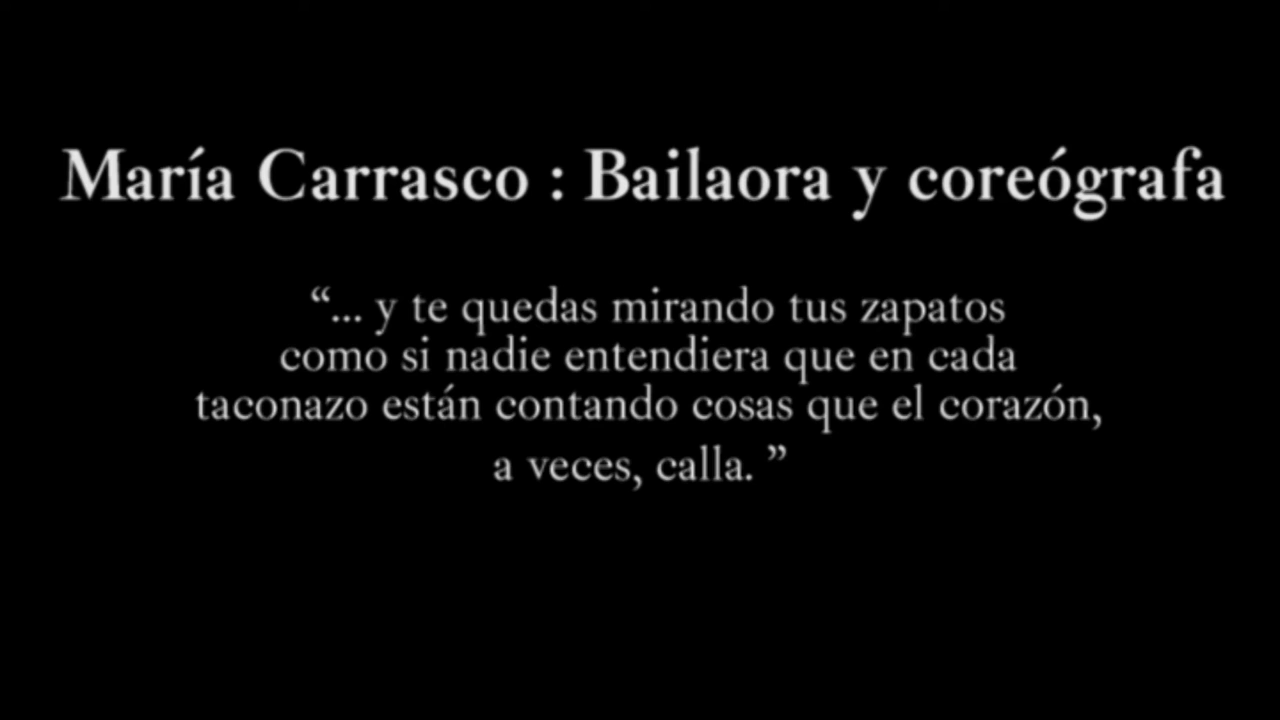 María Carrasco : Bailaora y coreógrafa
“... y te quedas mirando tus zapatos
como si nadie entendiera que en cada
taconazo están contando cosas que el corazón,
a veces, calla. ”